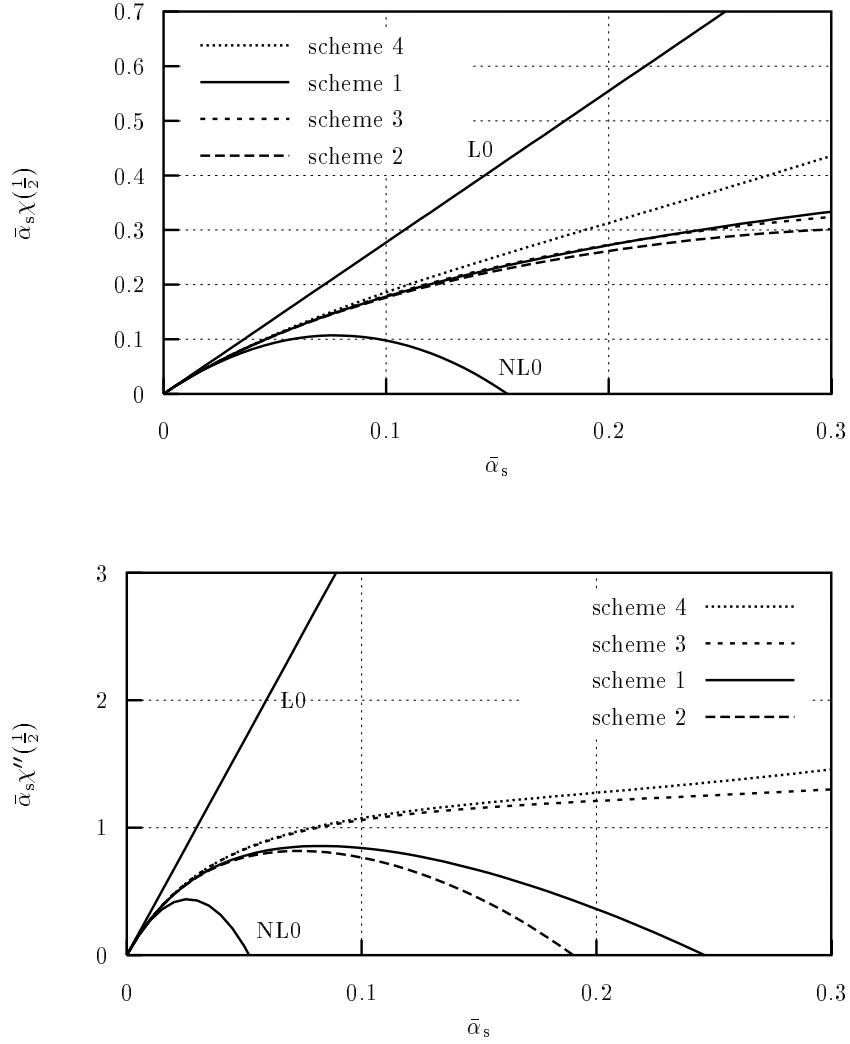 0.7
0.6
0.5
0.4
0.3
0.2
0.1
0
ᾱₛχ(½)
scheme 4
scheme 1
scheme 3
scheme 2
L0
NL0
0 0.1 0.2 0.3
ᾱₛ
3
2
1
0
ᾱₛχ′′(½)
scheme 4
scheme 3
scheme 1
scheme 2
L0
NL0
0 0.1 0.2 0.3
ᾱₛ